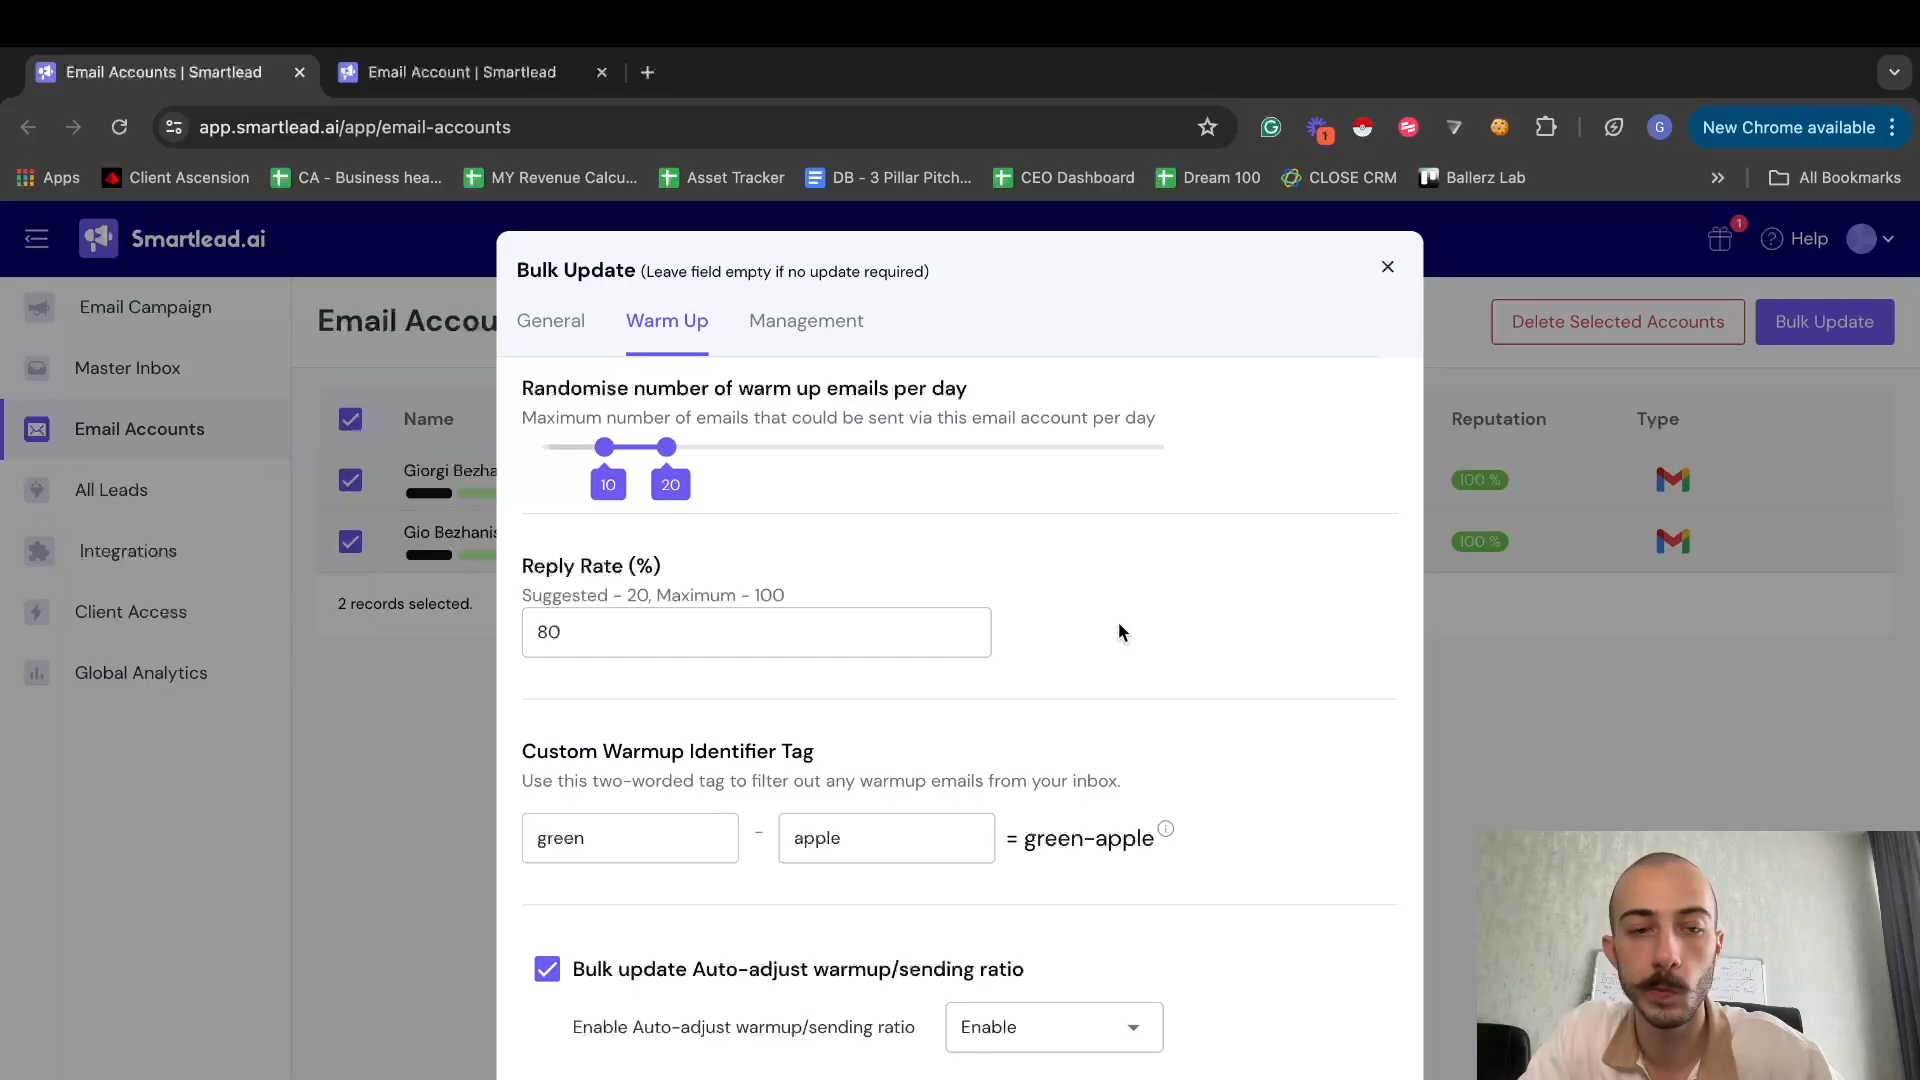 Email Accounts | Smartlead
Email Account | Smartlead
app.smartlead.ai/app/email-accounts
1
G
New Chrome available
Apps
Client Ascension
CA - Business hea...
MY Revenue Calcu...
Asset Tracker
DB - 3 Pillar Pitch...
CEO Dashboard
Dream 100
CLOSE CRM
Ballerz Lab
All Bookmarks
Smartlead.ai
1
Help
Email Campaign
Master Inbox
Email Accounts
All Leads
Integrations
Client Access
Global Analytics
Email Accou
Delete Selected Accounts
Bulk Update
Name
Reputation
Type
Giorgi Bezha
100 %
Gio Bezhanis
100 %
2 records selected.
Bulk Update (Leave field empty if no update required)
General
Warm Up
Management
Randomise number of warm up emails per day
Maximum number of emails that could be sent via this email account per day
10
20
Reply Rate (%)
Suggested - 20, Maximum - 100
80
Custom Warmup Identifier Tag
Use this two-worded tag to filter out any warmup emails from your inbox.
green - apple = green-apple
Bulk update Auto-adjust warmup/sending ratio
Enable Auto-adjust warmup/sending ratio
Enable